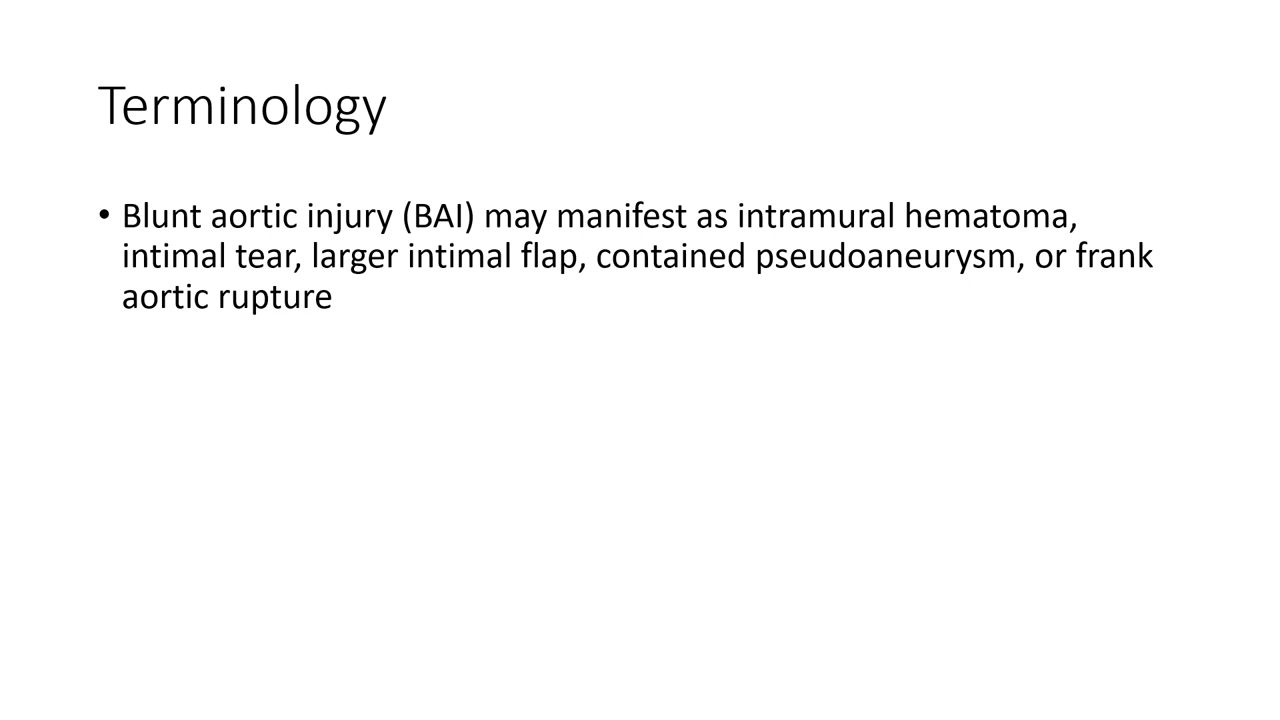 Terminology
• Blunt aortic injury (BAI) may manifest as intramural hematoma,
intimal tear, larger intimal flap, contained pseudoaneurysm, or frank
aortic rupture